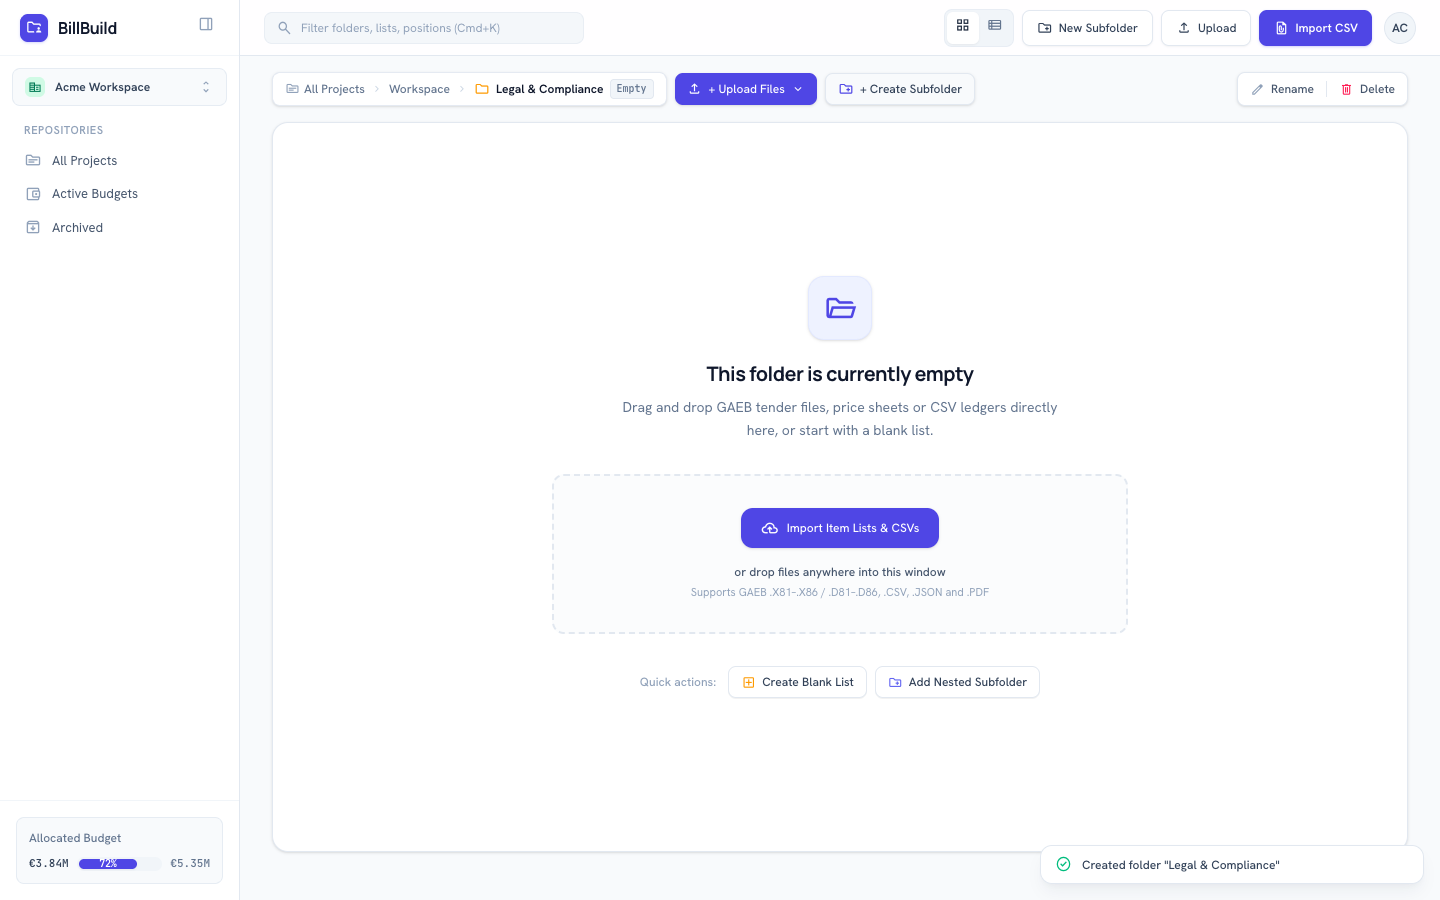 BillBuild
Filter folders, lists, positions (Cmd+K)
New Subfolder
Upload
Import CSV
AC
Acme Workspace
All Projects
Workspace
Legal & Compliance
Empty
+ Upload Files
+ Create Subfolder
Rename
Delete
REPOSITORIES
All Projects
Active Budgets
Archived
This folder is currently empty
Drag and drop GAEB tender files, price sheets or CSV ledgers directly
here, or start with a blank list.
Import Item Lists & CSVs
or drop files anywhere into this window
Supports GAEB .X81–.X86 / .D81–.D86, .CSV, .JSON and .PDF
Quick actions:
Create Blank List
Add Nested Subfolder
Allocated Budget
€3.84M
72%
€5.35M
Created folder "Legal & Compliance"